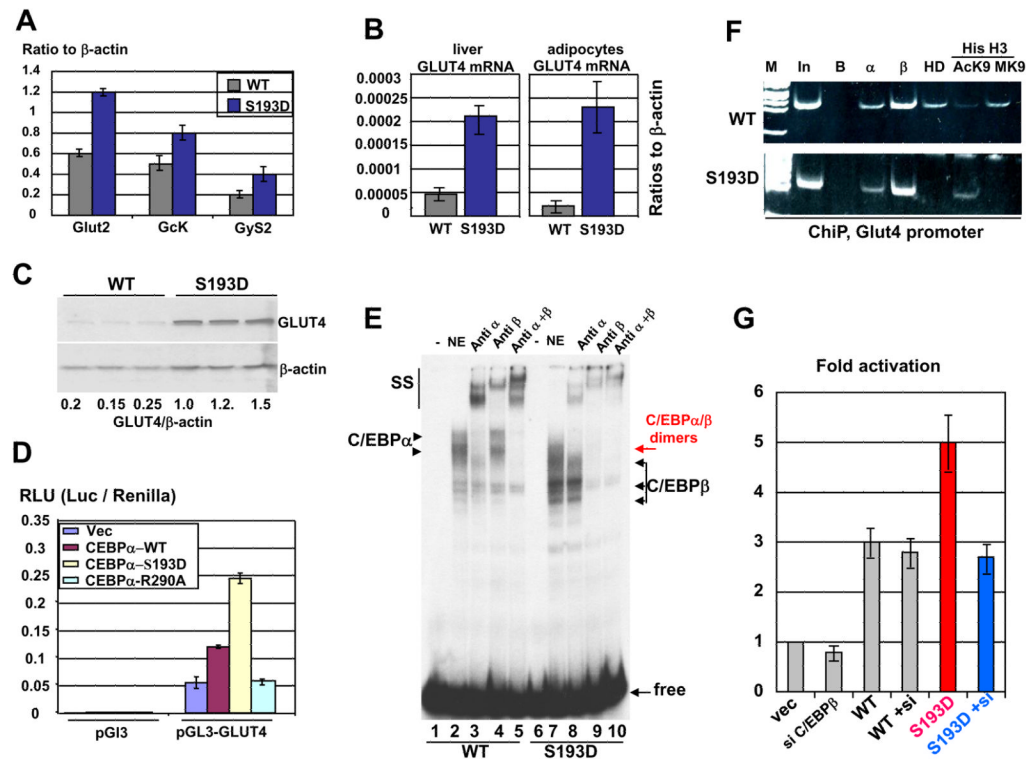 A
Ratio to β-actin
1.4
1.2
1
0.8
0.6
0.4
0.2
0
WT
S193D
Glut2 GcK GyS2
B
liver GLUT4 mRNA
adipocytes GLUT4 mRNA
0.0003
0.00025
0.0002
0.00015
0.0001
0.00005
0
Ratios to β-actin
WT S193D WT S193D
C
WT S193D
GLUT4
β-actin
0.2 0.15 0.25 1.0 1.2. 1.5
GLUT4/β-actin
D
RLU (Luc / Renilla)
0.35
0.3
0.25
0.2
0.15
0.1
0.05
0
Vec
CEBPα–WT
CEBPα–S193D
CEBPα-R290A
pGl3 pGL3-GLUT4
E
- NE Anti α Anti β Anti α +β - NE Anti α Anti β Anti α +β
SS
C/EBPα
C/EBPα/β
dimers
C/EBPβ
free
1 2 3 4 5 6 7 8 9 10
WT S193D
F
His H3
M In B α β HD AcK9 MK9
WT
S193D
ChiP, Glut4 promoter
G
Fold activation
6
5
4
3
2
1
0
vec
si C/EBPβ
WT
WT +si
S193D
S193D +si